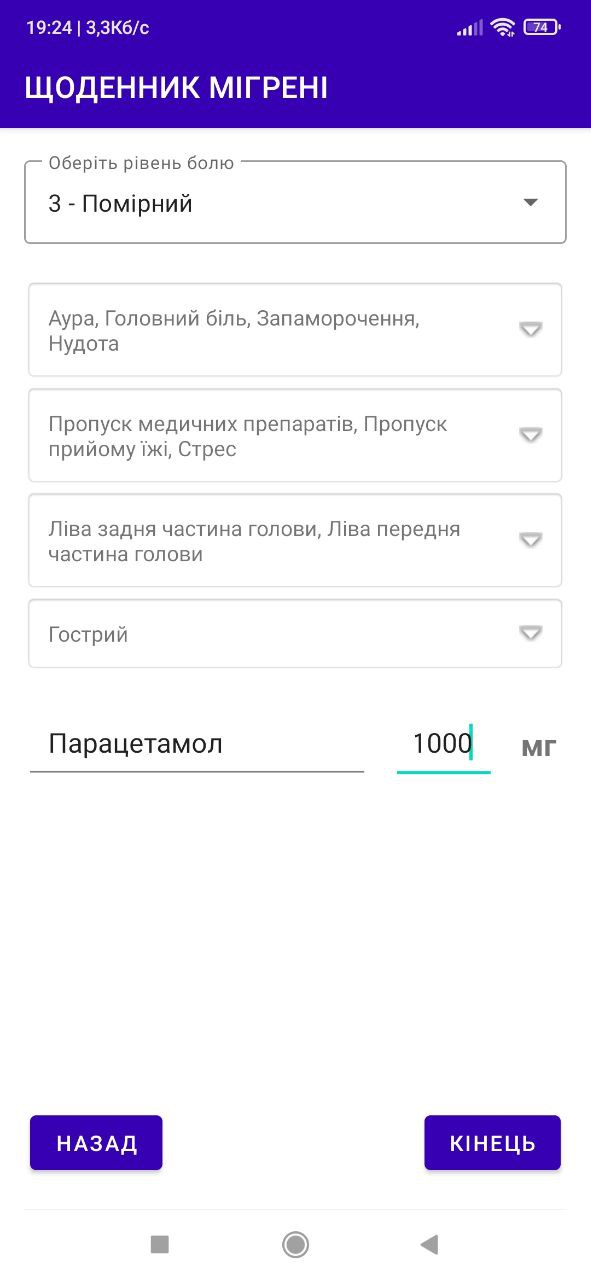 19:24 | 3,3Кб/с
74
ЩОДЕННИК МІГРЕНІ
Оберіть рівень болю
3 - Помірний
Аура, Головний біль, Запаморочення,
Нудота
Пропуск медичних препаратів, Пропуск
прийому їжі, Стрес
Ліва задня частина голови, Ліва передня
частина голови
Гострий
Парацетамол 1000 мг
НАЗАД КІНЕЦЬ